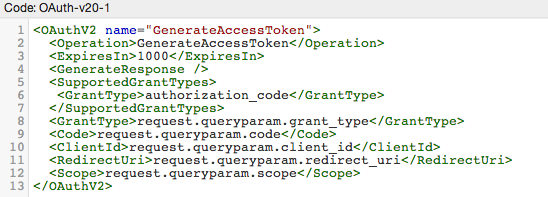 Code: OAuth-v20-1
1 <OAuthV2 name="GenerateAccessToken">
2 <Operation>GenerateAccessToken</Operation>
3 <ExpiresIn>1000</ExpiresIn>
4 <GenerateResponse />
5 <SupportedGrantTypes>
6 <GrantType>authorization_code</GrantType>
7 </SupportedGrantTypes>
8 <GrantType>request.queryparam.grant_type</GrantType>
9 <Code>request.queryparam.code</Code>
10 <ClientId>request.queryparam.client_id</ClientId>
11 <RedirectUri>request.queryparam.redirect_uri</RedirectUri>
12 <Scope>request.queryparam.scope</Scope>
13 </OAuthV2>